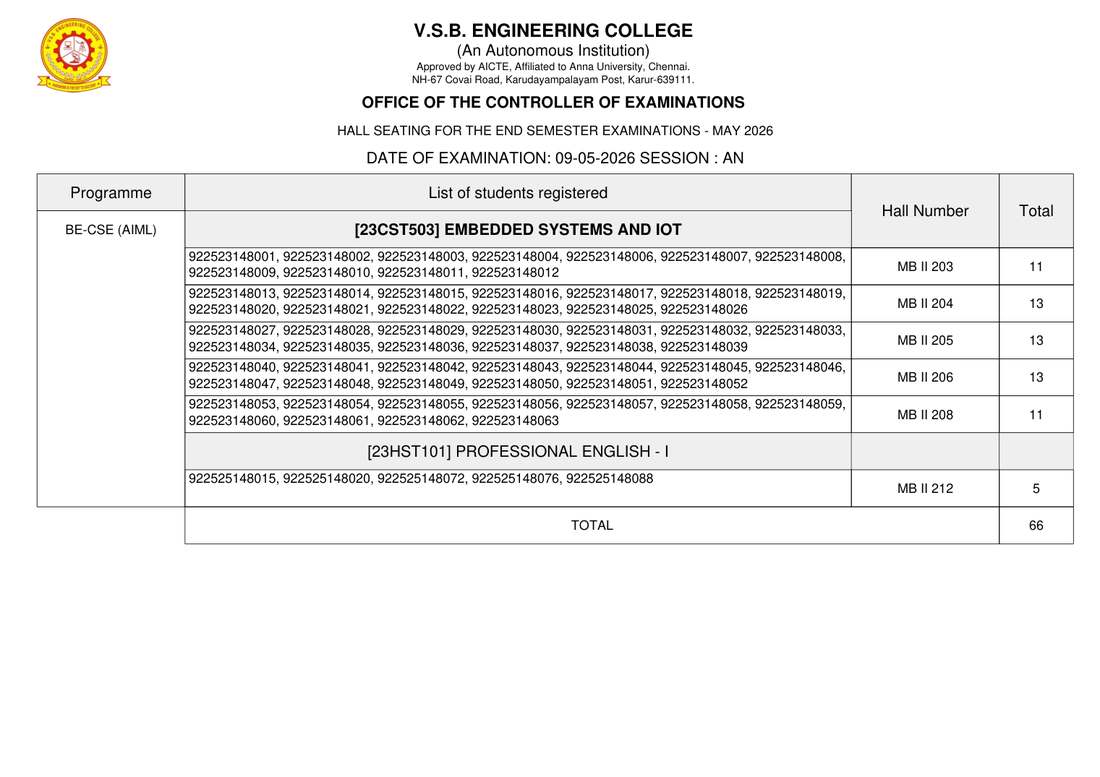 V.S.B. ENGINEERING COLLEGE
(An Autonomous Institution)
Approved by AICTE, Affiliated to Anna University, Chennai.
NH-67 Covai Road, Karudayampalayam Post, Karur-639111.
OFFICE OF THE CONTROLLER OF EXAMINATIONS
HALL SEATING FOR THE END SEMESTER EXAMINATIONS - MAY 2026
DATE OF EXAMINATION: 09-05-2026 SESSION : AN
Programme
List of students registered
Hall Number
Total
BE-CSE (AIML)
[23CST503] EMBEDDED SYSTEMS AND IOT
922523148001, 922523148002, 922523148003, 922523148004, 922523148006, 922523148007, 922523148008,
922523148009, 922523148010, 922523148011, 922523148012
MB II 203
11
922523148013, 922523148014, 922523148015, 922523148016, 922523148017, 922523148018, 922523148019,
922523148020, 922523148021, 922523148022, 922523148023, 922523148025, 922523148026
MB II 204
13
922523148027, 922523148028, 922523148029, 922523148030, 922523148031, 922523148032, 922523148033,
922523148034, 922523148035, 922523148036, 922523148037, 922523148038, 922523148039
MB II 205
13
922523148040, 922523148041, 922523148042, 922523148043, 922523148044, 922523148045, 922523148046,
922523148047, 922523148048, 922523148049, 922523148050, 922523148051, 922523148052
MB II 206
13
922523148053, 922523148054, 922523148055, 922523148056, 922523148057, 922523148058, 922523148059,
922523148060, 922523148061, 922523148062, 922523148063
MB II 208
11
[23HST101] PROFESSIONAL ENGLISH - I
922525148015, 922525148020, 922525148072, 922525148076, 922525148088
MB II 212
5
TOTAL
66